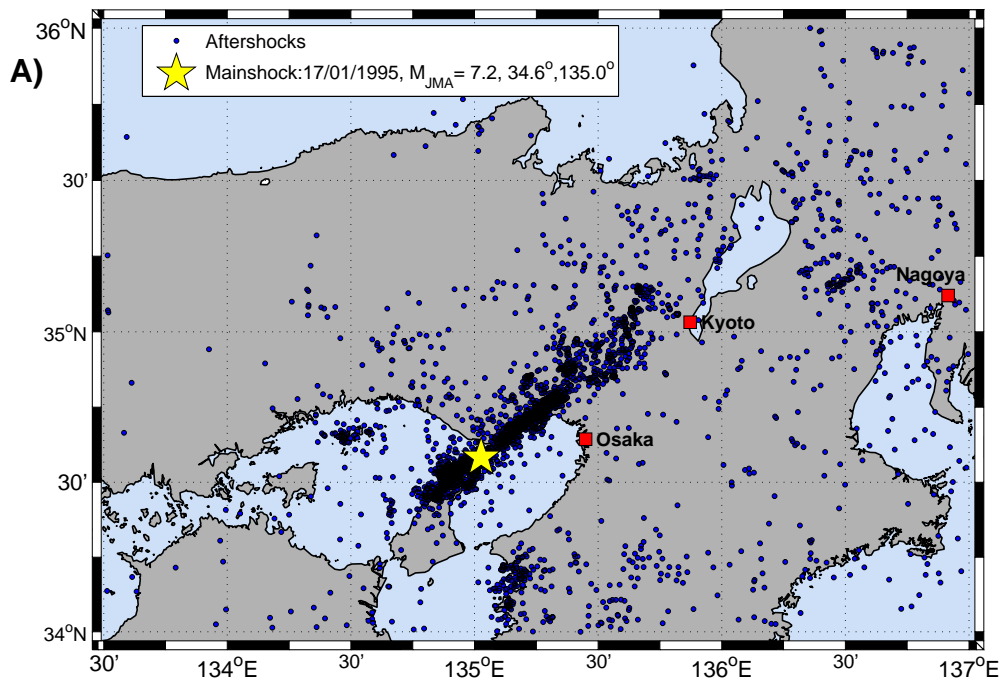 A)
Aftershocks
Mainshock:17/01/1995, M_JMA= 7.2, 34.6°,135.0°
36°N
30'
35°N
30'
34°N
Nagoya
Kyoto
Osaka
30' 134°E 30' 135°E 30' 136°E 30' 137°E